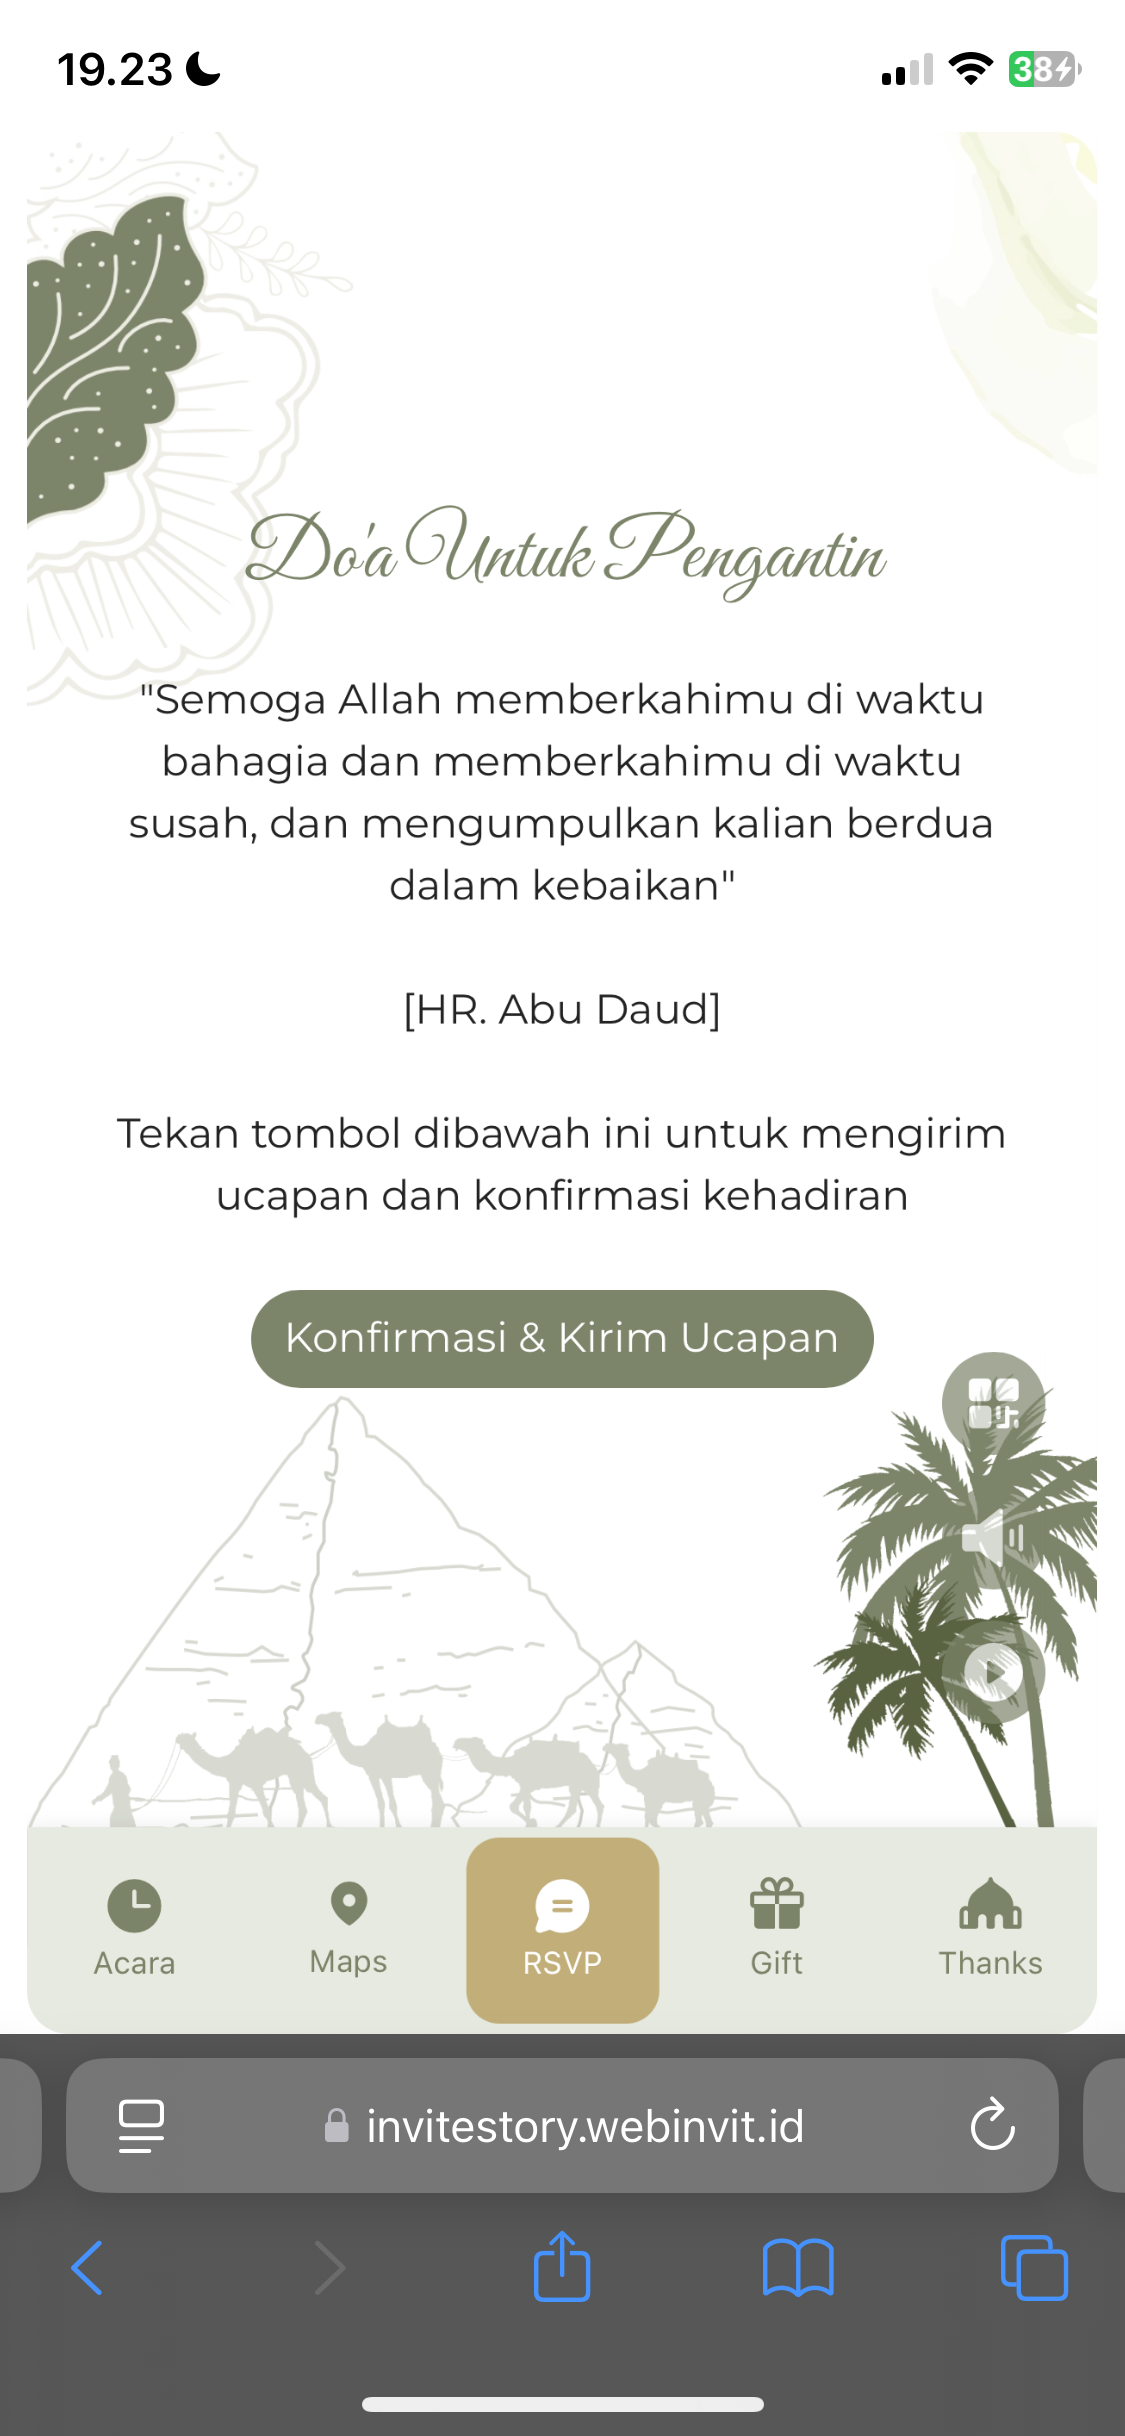 19.23
38
Do'a Untuk Pengantin
"Semoga Allah memberkahimu di waktu
bahagia dan memberkahimu di waktu
susah, dan mengumpulkan kalian berdua
dalam kebaikan"
[HR. Abu Daud]
Tekan tombol dibawah ini untuk mengirim
ucapan dan konfirmasi kehadiran
Konfirmasi & Kirim Ucapan
Acara
Maps
RSVP
Gift
Thanks
invitestory.webinvit.id